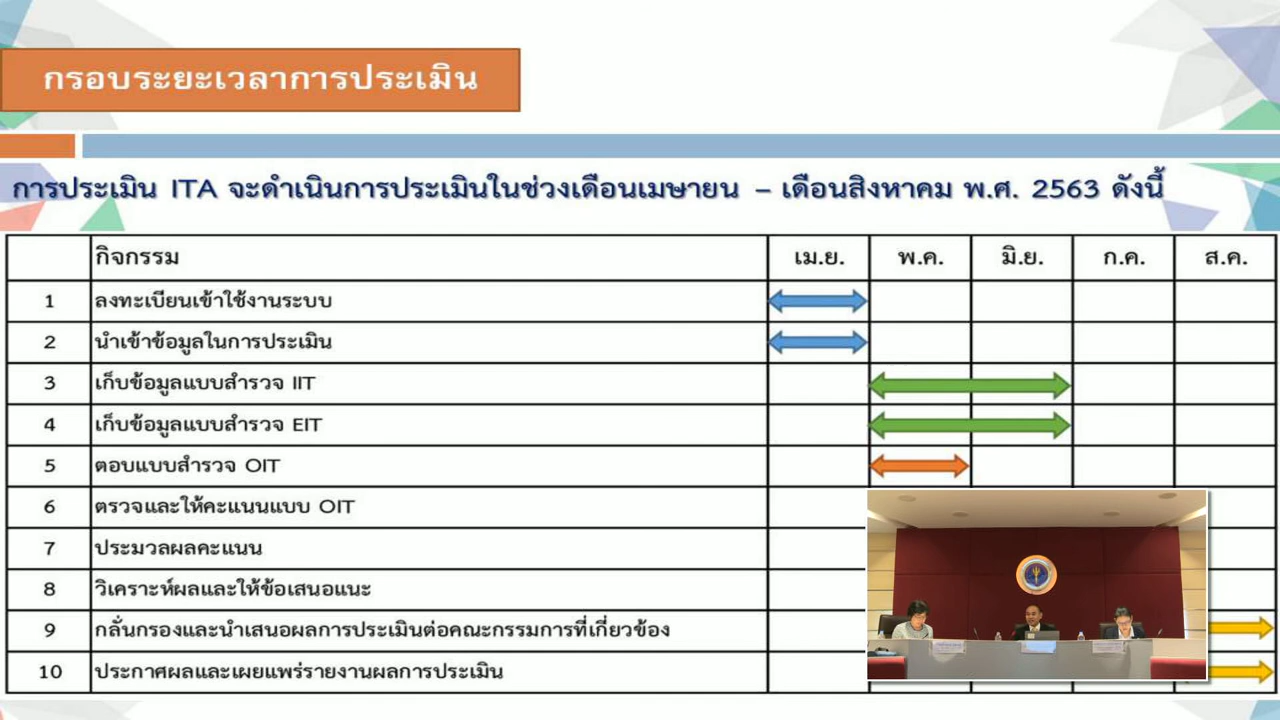 กรอบระยะเวลาการประเมิน
การประเมิน ITA จะดำเนินการประเมินในช่วงเดือนเมษายน – เดือนสิงหาคม พ.ศ. 2563 ดังนี้
กิจกรรม เม.ย. พ.ค. มิ.ย. ก.ค. ส.ค.
1 ลงทะเบียนเข้าใช้งานระบบ
2 นำเข้าข้อมูลในการประเมิน
3 เก็บข้อมูลแบบสำรวจ IIT
4 เก็บข้อมูลแบบสำรวจ EIT
5 ตอบแบบสำรวจ OIT
6 ตรวจและให้คะแนนแบบ OIT
7 ประมวลผลคะแนน
8 วิเคราะห์ผลและให้ข้อเสนอแนะ
9 กลั่นกรองและนำเสนอผลการประเมินต่อคณะกรรมการที่เกี่ยวข้อง
10 ประกาศผลและเผยแพร่รายงานผลการประเมิน